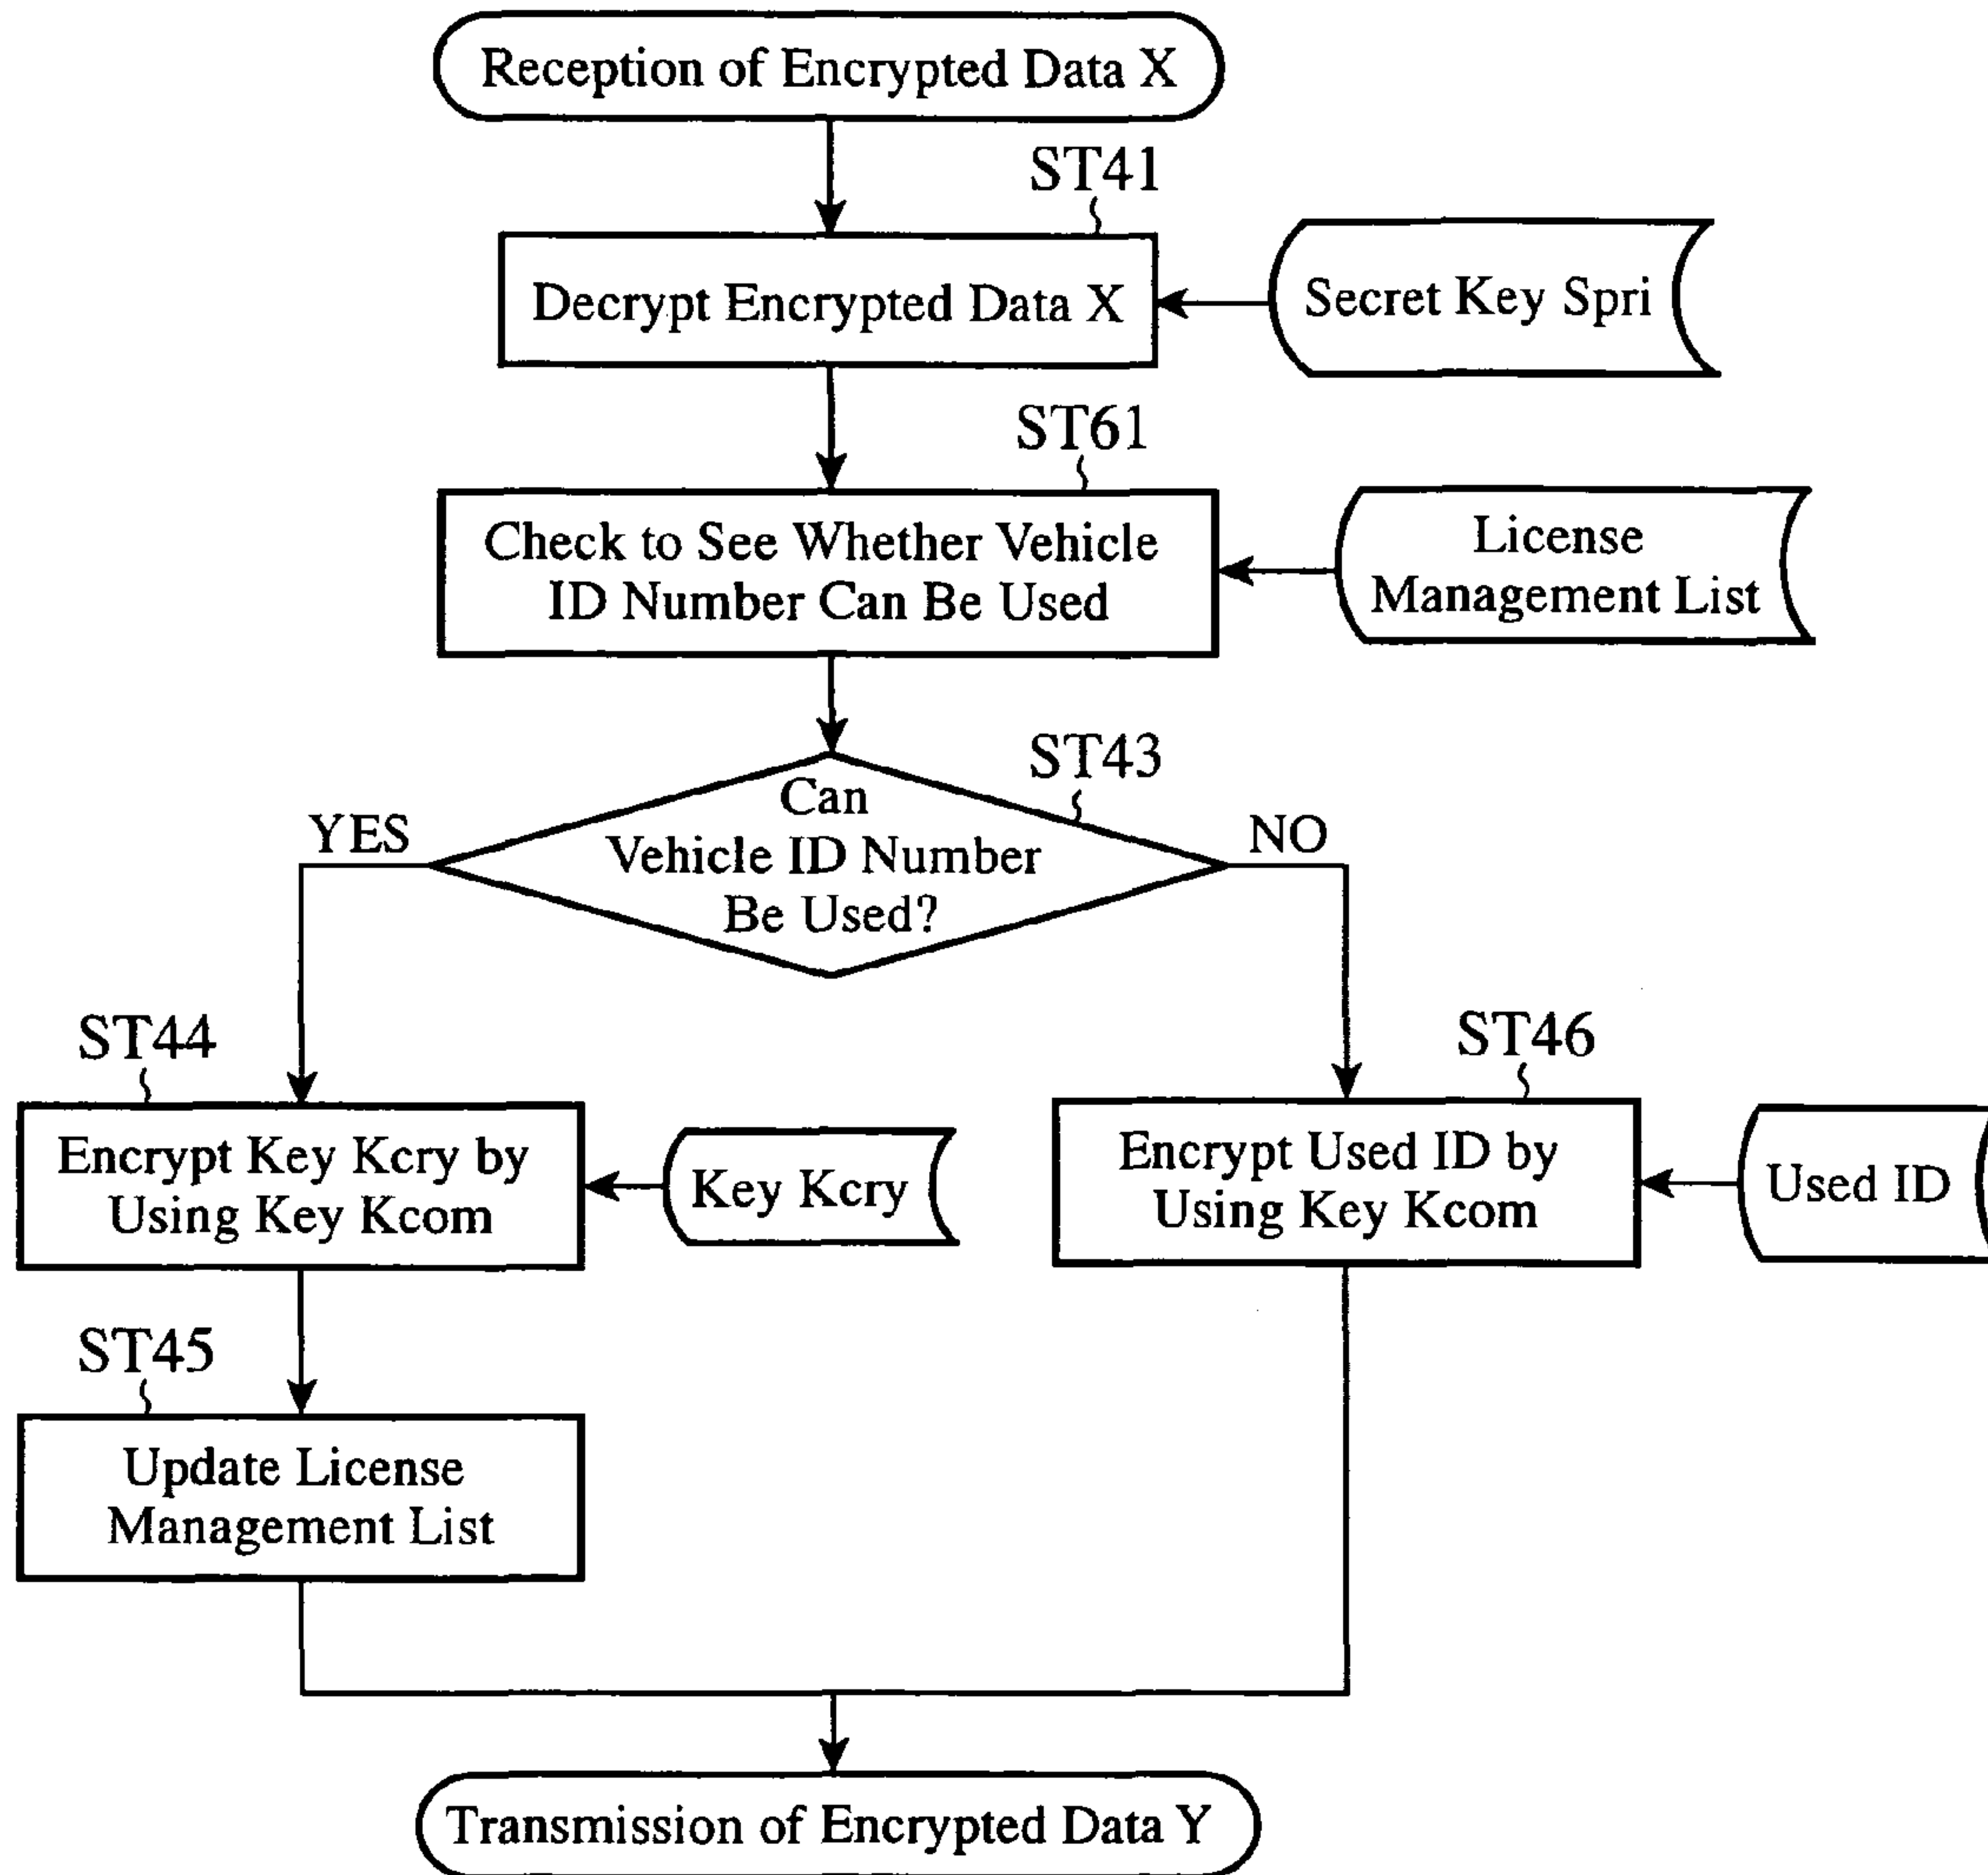 Reception of Encrypted Data X
ST41
Decrypt Encrypted Data X
Secret Key Spri
ST61
Check to See Whether Vehicle
ID Number Can Be Used
License
Management List
ST43
Can
Vehicle ID Number
Be Used?
YES
NO
ST44
Encrypt Key Kcry by
Using Key Kcom
Key Kcry
ST46
Encrypt Used ID by
Using Key Kcom
Used ID
ST45
Update License
Management List
Transmission of Encrypted Data Y